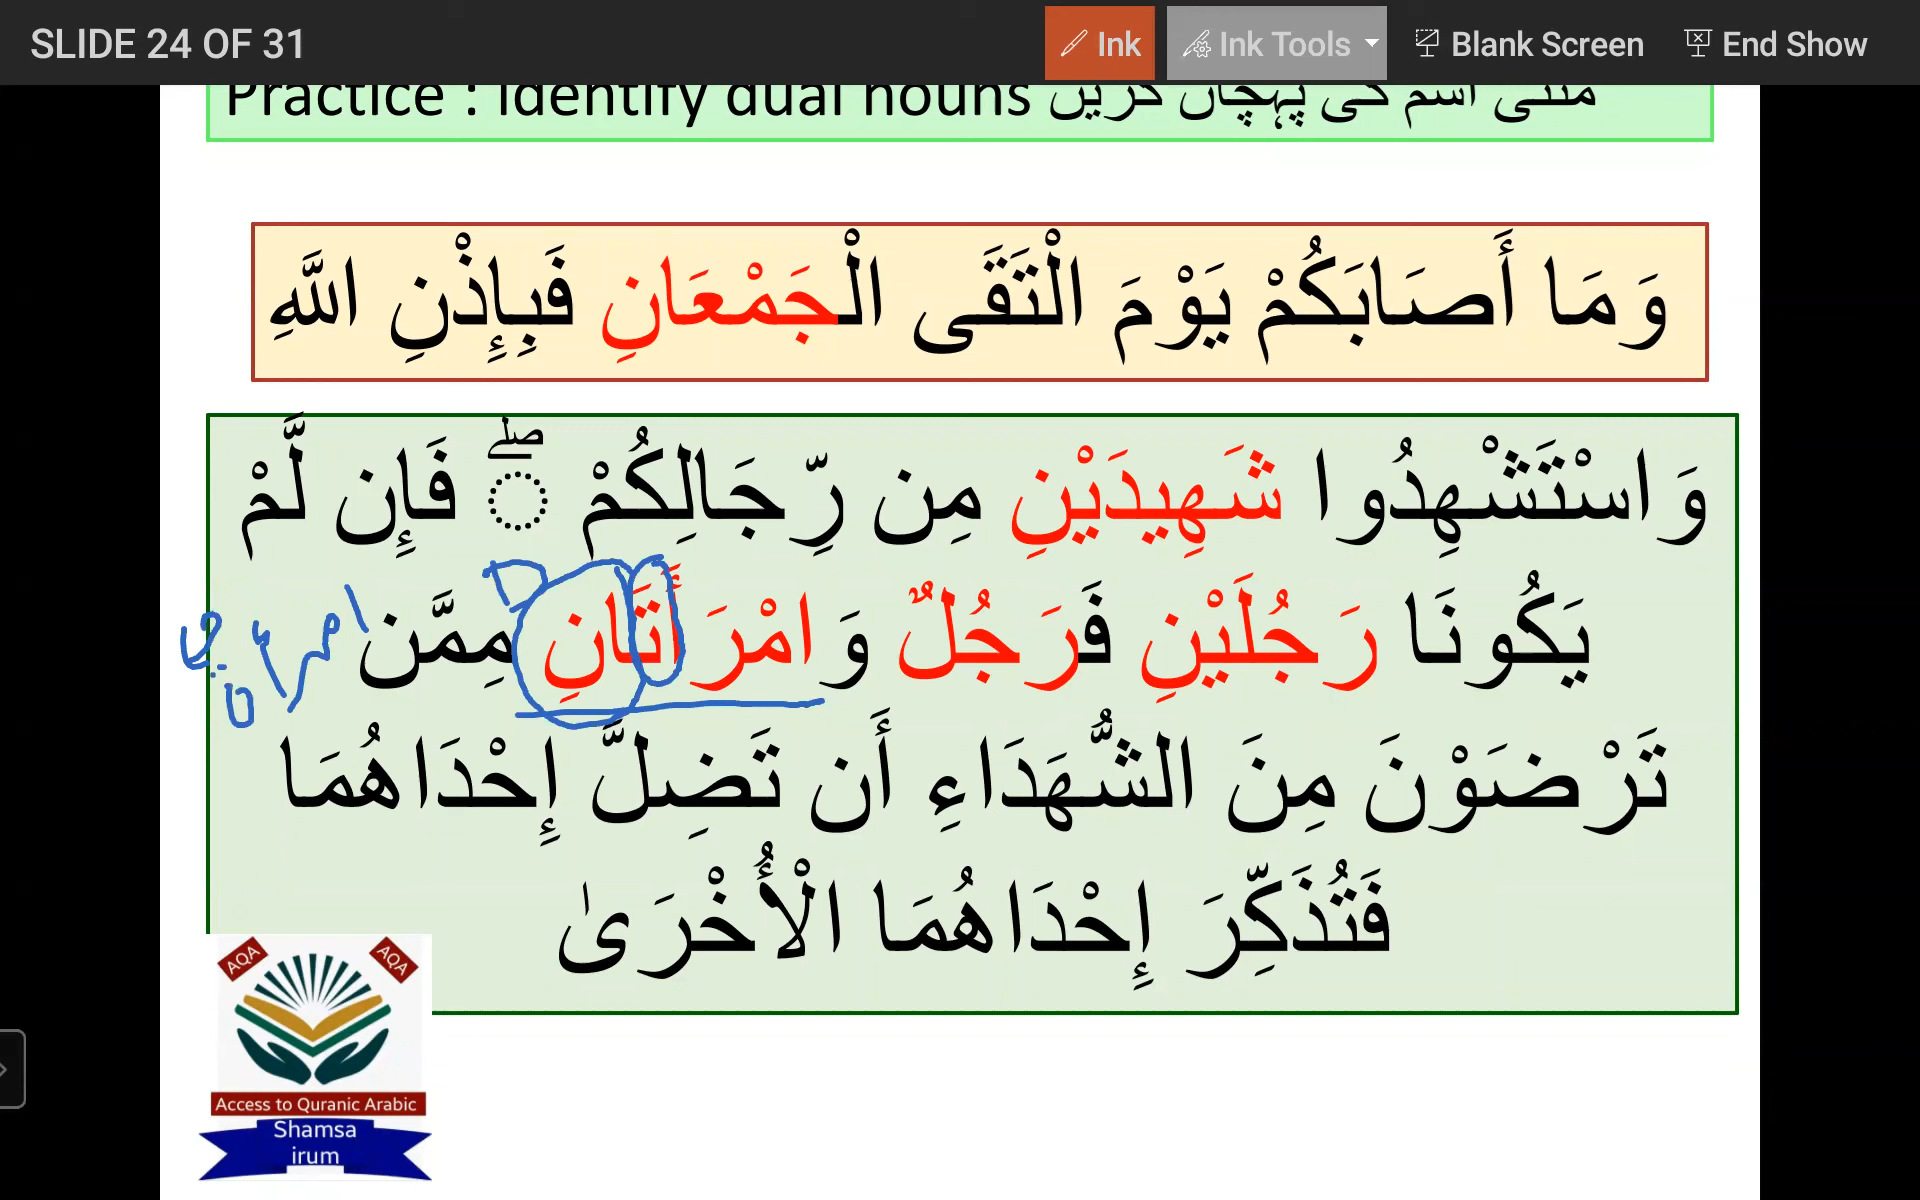 SLIDE 24 OF 31
Ink
Ink Tools
Blank Screen
End Show
Practice : Identify dual nouns مثنی اسم کی پہچان کریں
وَمَا أَصَابَكُمْ يَوْمَ الْتَقَى الْجَمْعَانِ فَبِإِذْنِ اللَّهِ
وَاسْتَشْهِدُوا شَهِيدَيْنِ مِن رِّجَالِكُمْ ۖ فَإِن لَّمْ
يَكُونَا رَجُلَيْنِ فَرَجُلٌ وَامْرَأَتَانِ مِمَّن
تَرْضَوْنَ مِنَ الشُّهَدَاءِ أَن تَضِلَّ إِحْدَاهُمَا
فَتُذَكِّرَ إِحْدَاهُمَا الْأُخْرَىٰ
AQA
AQA
Access to Quranic Arabic
Shamsa
irum